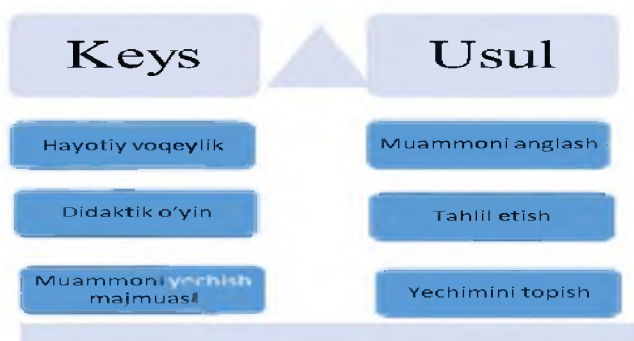 Keys
Usul
Hayotiy voqeylik
Muammoni anglash
Didaktik o‘yin
Tahlil etish
Muammoni yechish
majmuasi
Yechimini topish